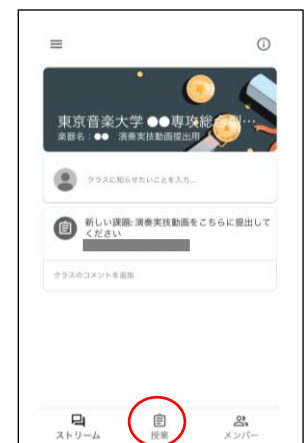 東京音楽大学 ●●専攻総
楽器名：●● 演奏実技動画提出用
クラスに知らせたいことを入力...
新しい課題: 演奏実技動画をこちらに提出して
ください
クラスのコメントを追加
ストリーム
授業
メンバー